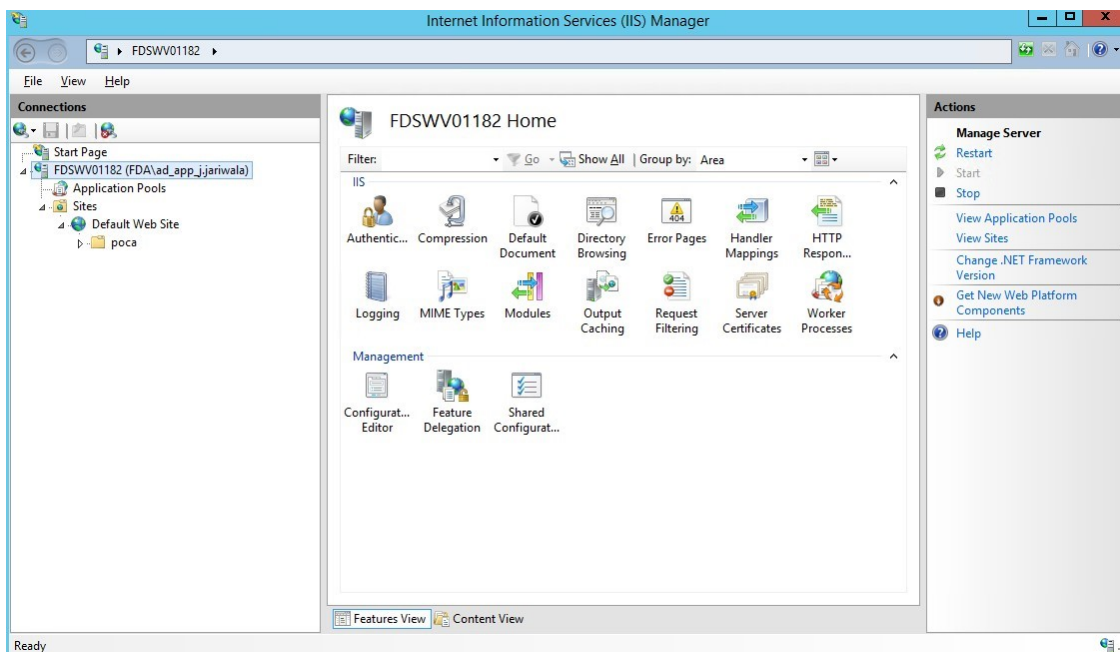 Internet Information Services (IIS) Manager
FDSWV01182
File View Help
Connections
Start Page
FDSWV01182 (FDA\ad_app_j.jariwala)
Application Pools
Sites
Default Web Site
poca
FDSWV01182 Home
Filter: Go Show All Group by: Area
IIS
Authentic... Compression Default Document Directory Browsing Error Pages Handler Mappings HTTP Respon...
Logging MIME Types Modules Output Caching Request Filtering Server Certificates Worker Processes
Management
Configurat... Editor Feature Delegation Shared Configurat...
Features View Content View
Actions
Manage Server
Restart
Start
Stop
View Application Pools
View Sites
Change .NET Framework
Version
Get New Web Platform
Components
Help
Ready